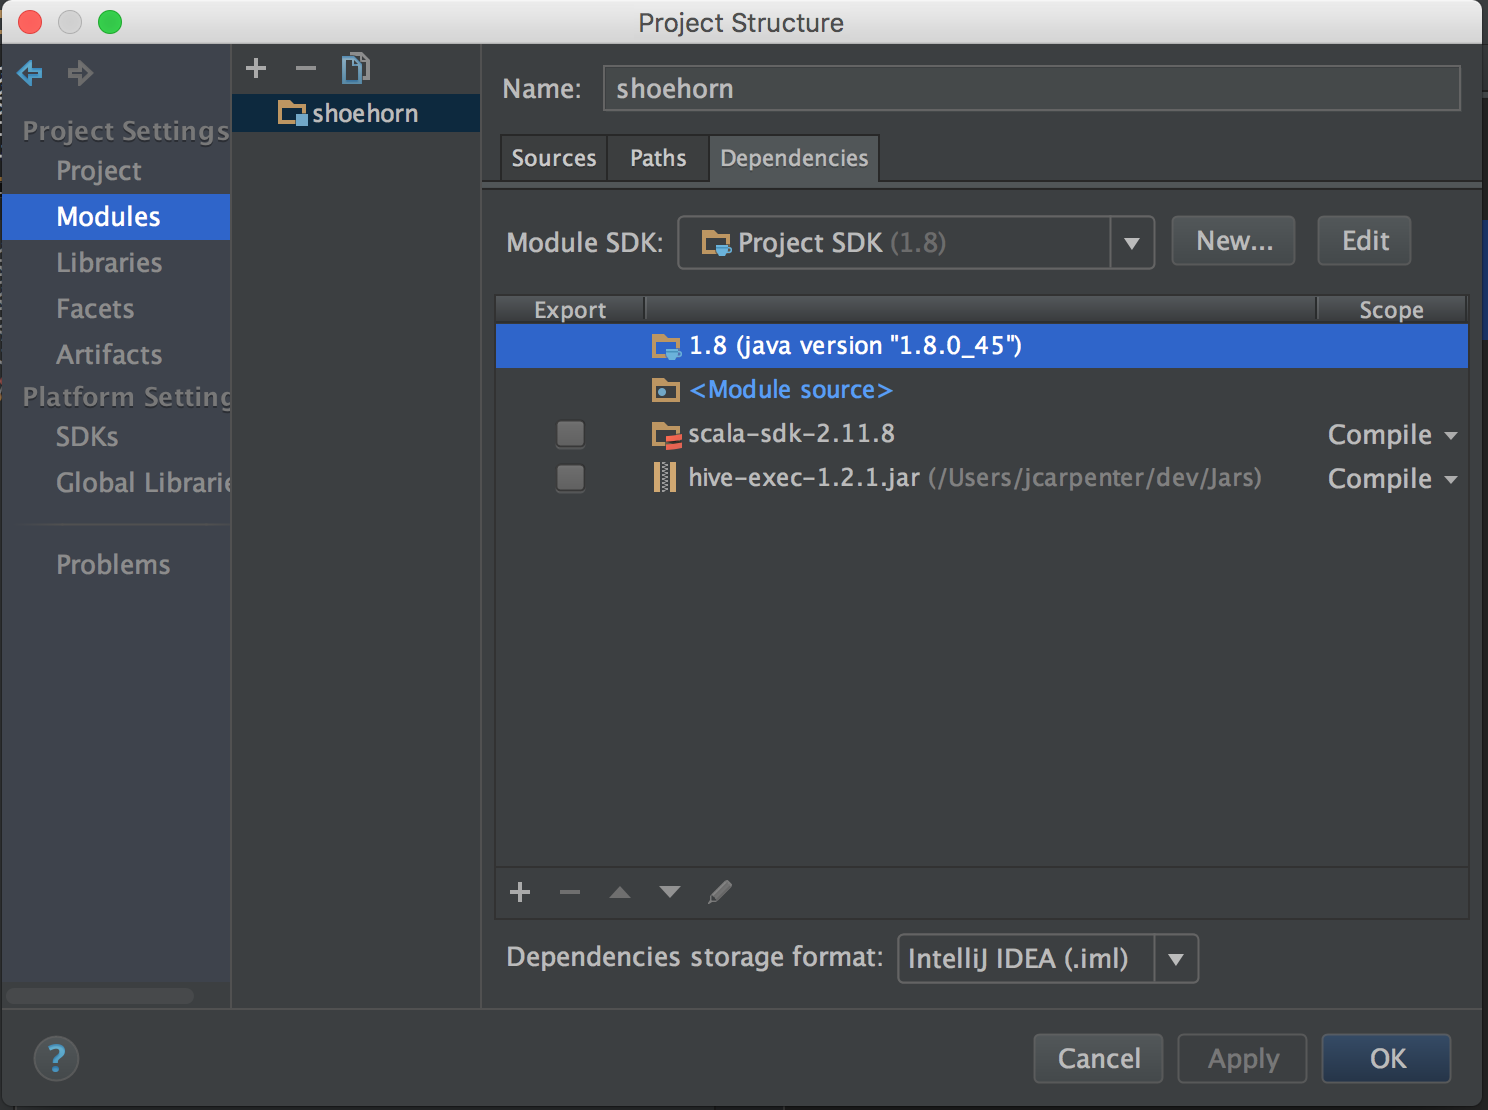 Project Structure
Project Settings
Project
Modules
Libraries
Facets
Artifacts
Platform Setting
SDKs
Global Librarie
Problems
shoehorn
Name: shoehorn
Sources Paths Dependencies
Module SDK: Project SDK (1.8) New... Edit
Export Scope
1.8 (java version "1.8.0_45")
<Module source>
scala-sdk-2.11.8 Compile
hive-exec-1.2.1.jar (/Users/jcarpenter/dev/Jars) Compile
Dependencies storage format: IntelliJ IDEA (.iml)
? Cancel Apply OK